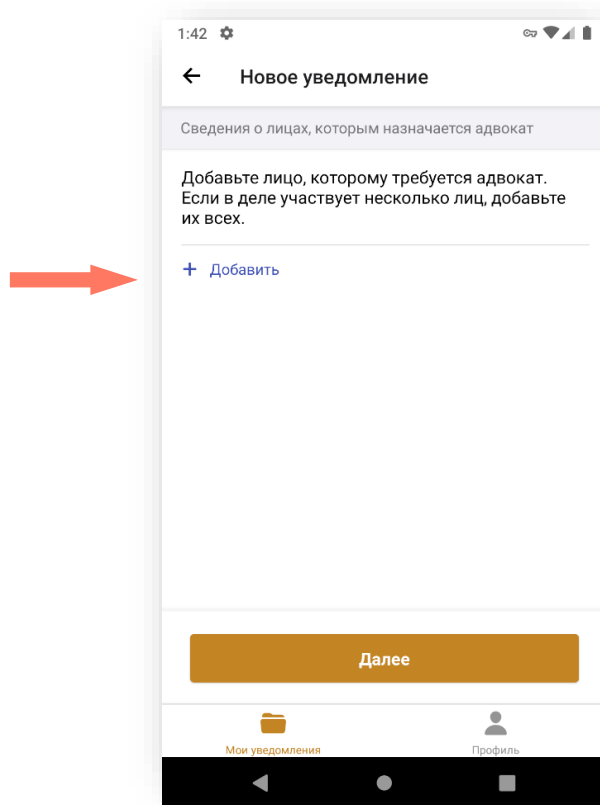 1:42
Новое уведомление
Сведения о лицах, которым назначается адвокат
Добавьте лицо, которому требуется адвокат.
Если в деле участвует несколько лиц, добавьте
их всех.
+ Добавить
Далее
Мои уведомления
Профиль